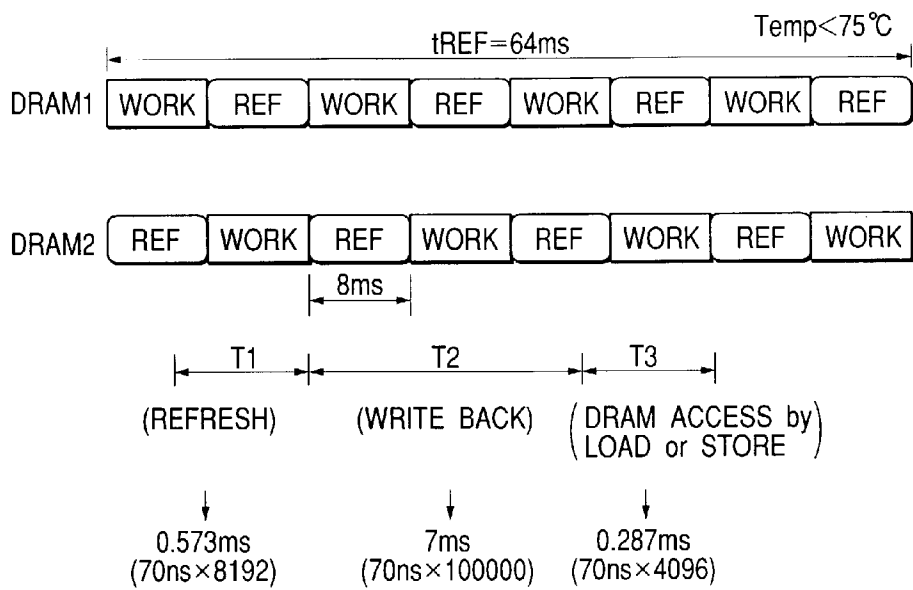 Temp<75℃
tREF=64ms
DRAM1 WORK REF WORK REF WORK REF WORK REF
DRAM2 REF WORK REF WORK REF WORK REF WORK
8ms
T1 T2 T3
(REFRESH) (WRITE BACK) (DRAM ACCESS by
LOAD or STORE)
0.573ms 7ms 0.287ms
(70ns×8192) (70ns×100000) (70ns×4096)